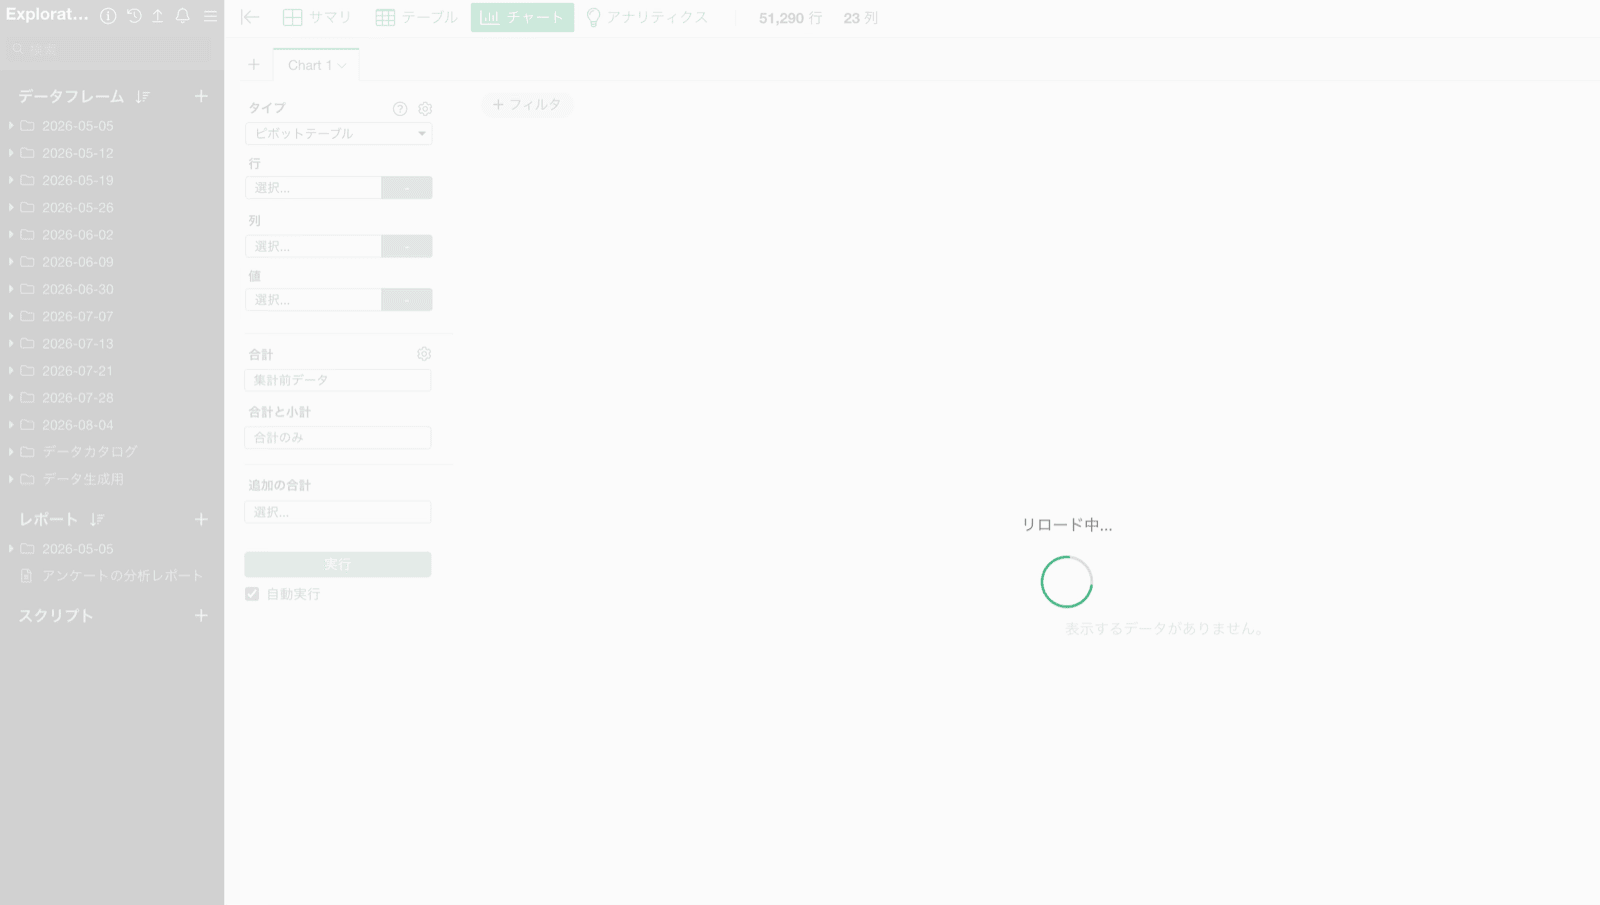 Explorat...
検索
データフレーム
2026-05-05
2026-05-12
2026-05-19
2026-05-26
2026-06-02
2026-06-09
2026-06-30
2026-07-07
2026-07-13
2026-07-21
2026-07-28
2026-08-04
データカタログ
データ生成用
レポート
2026-05-05
アンケートの分析レポート
スクリプト
サマリ テーブル チャート アナリティクス 51,290 行 23 列
+ Chart 1
タイプ
ピボットテーブル
行
選択... -
列
選択... -
値
選択... -
合計
集計前データ
合計と小計
合計のみ
追加の合計
選択...
実行
自動実行
+ フィルタ
リロード中...
表示するデータがありません。